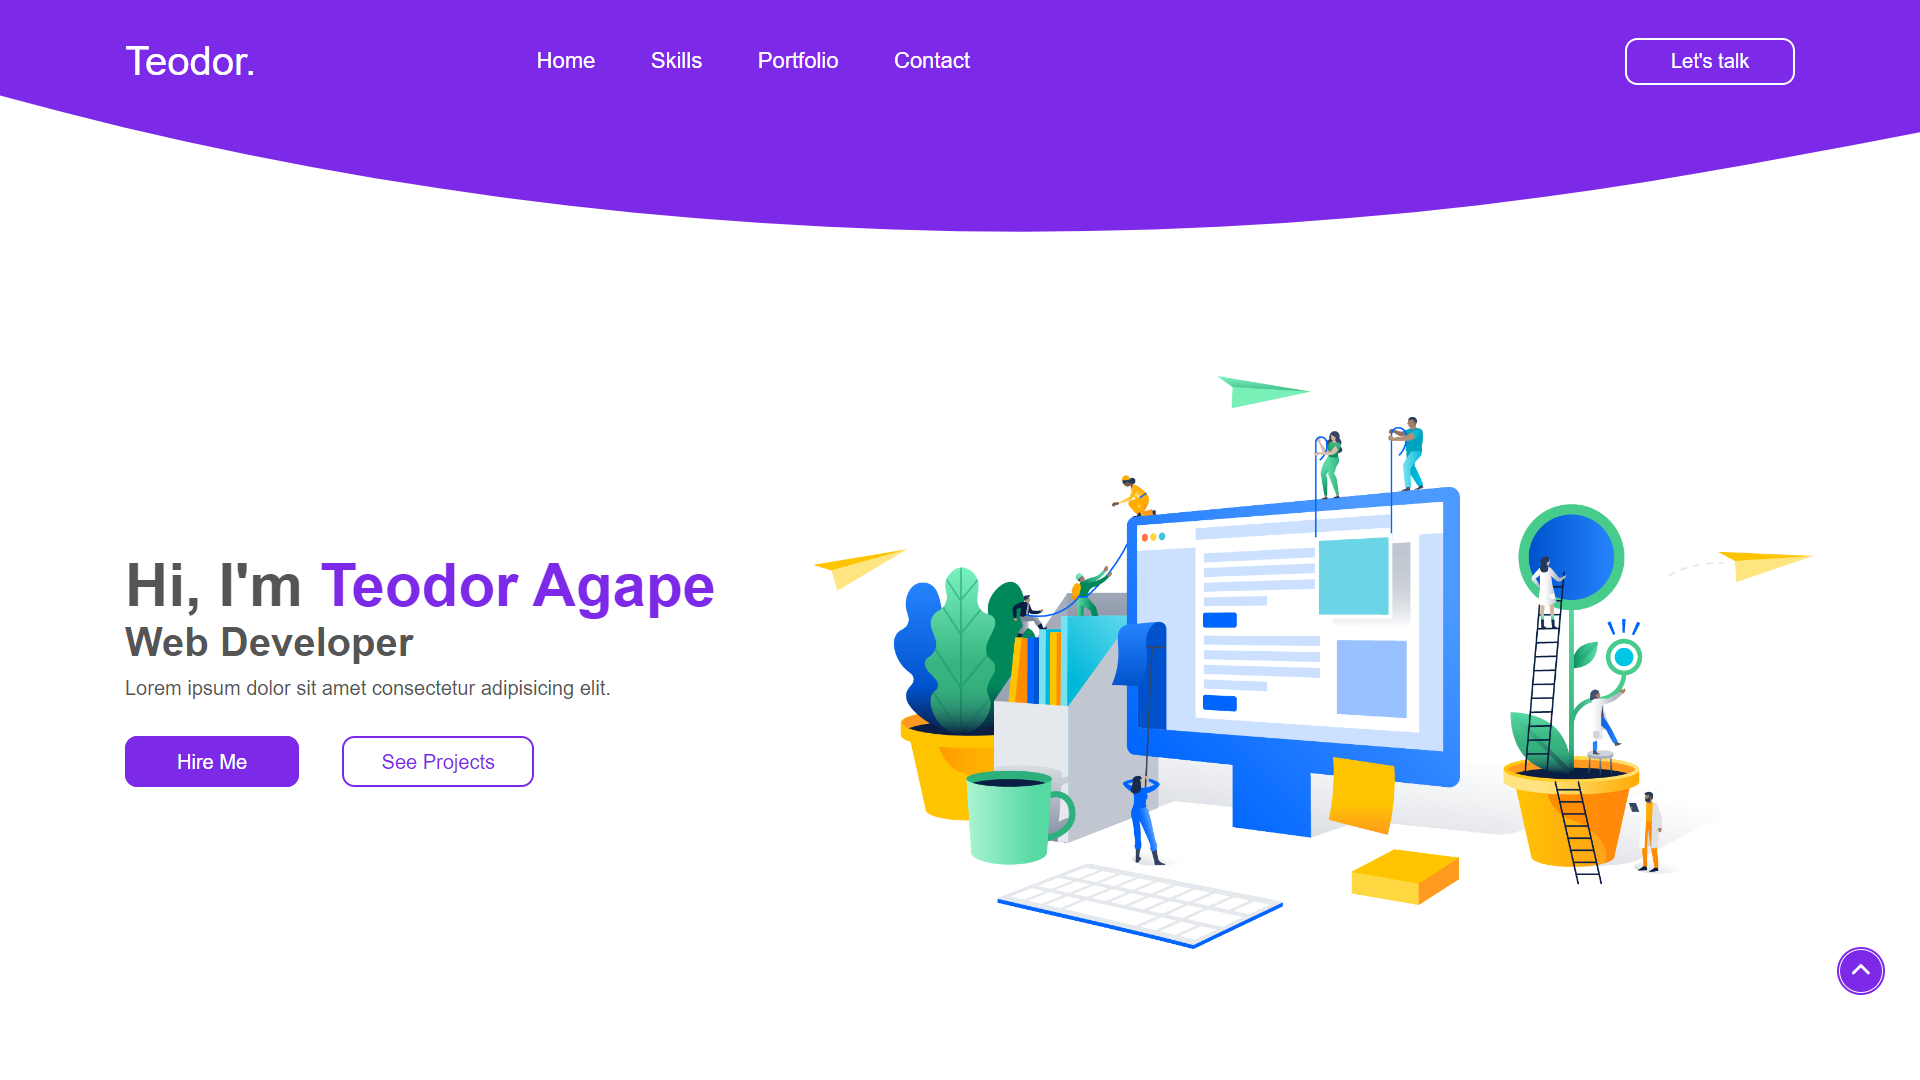 Teodor.
Home
Skills
Portfolio
Contact
Let's talk
Hi, I'm Teodor Agape
Web Developer
Lorem ipsum dolor sit amet consectetur adipisicing elit.
Hire Me
See Projects